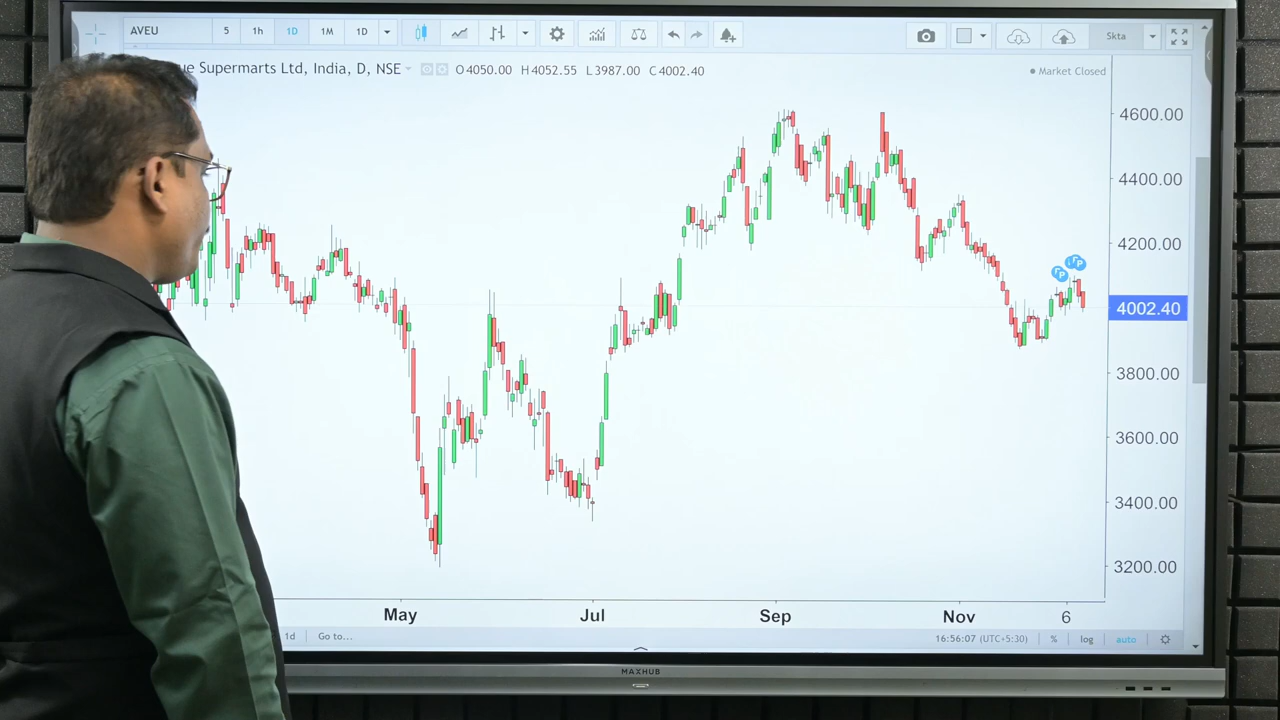 AVEU 5 1h 1D 1M 1D Skta
Supermarts Ltd, India, D, NSE O4050.00 H4052.55 L3987.00 C4002.40 Market Closed
4600.00
4400.00
4200.00
4002.40
3800.00
3600.00
3400.00
3200.00
May Jul Sep Nov 6
1d Go to... 16:56:07 (UTC+5:30) % log auto
MAXHUB